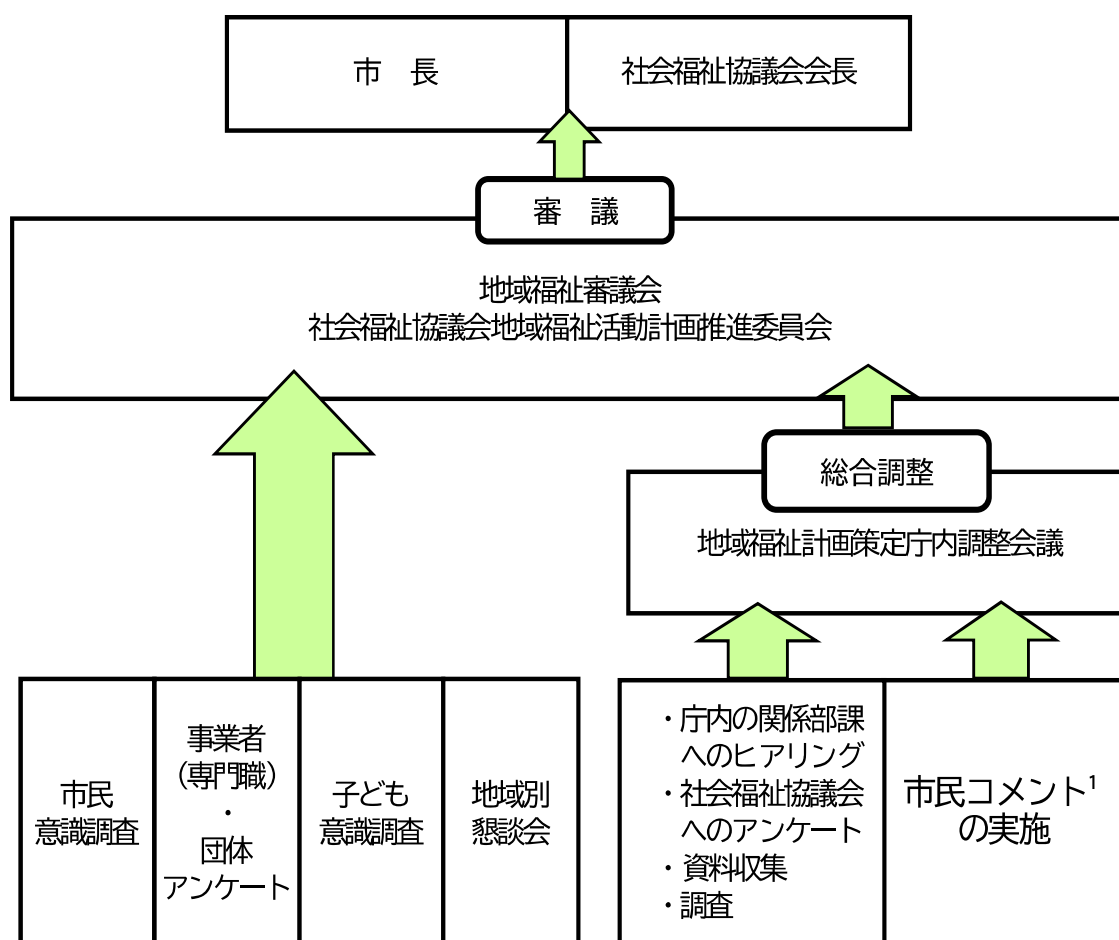 市　長
社会福祉協議会会長
審　議
地域福祉審議会
社会福祉協議会地域福祉活動計画推進委員会
総合調整
地域福祉計画策定庁内調整会議
市民
意識調査
事業者
（専門職）
・
団体
アンケート
子ども
意識調査
地域別
懇談会
・庁内の関係部課
へのヒアリング
・社会福祉協議会
へのアンケート
・資料収集
・調査
市民コメント¹
の実施